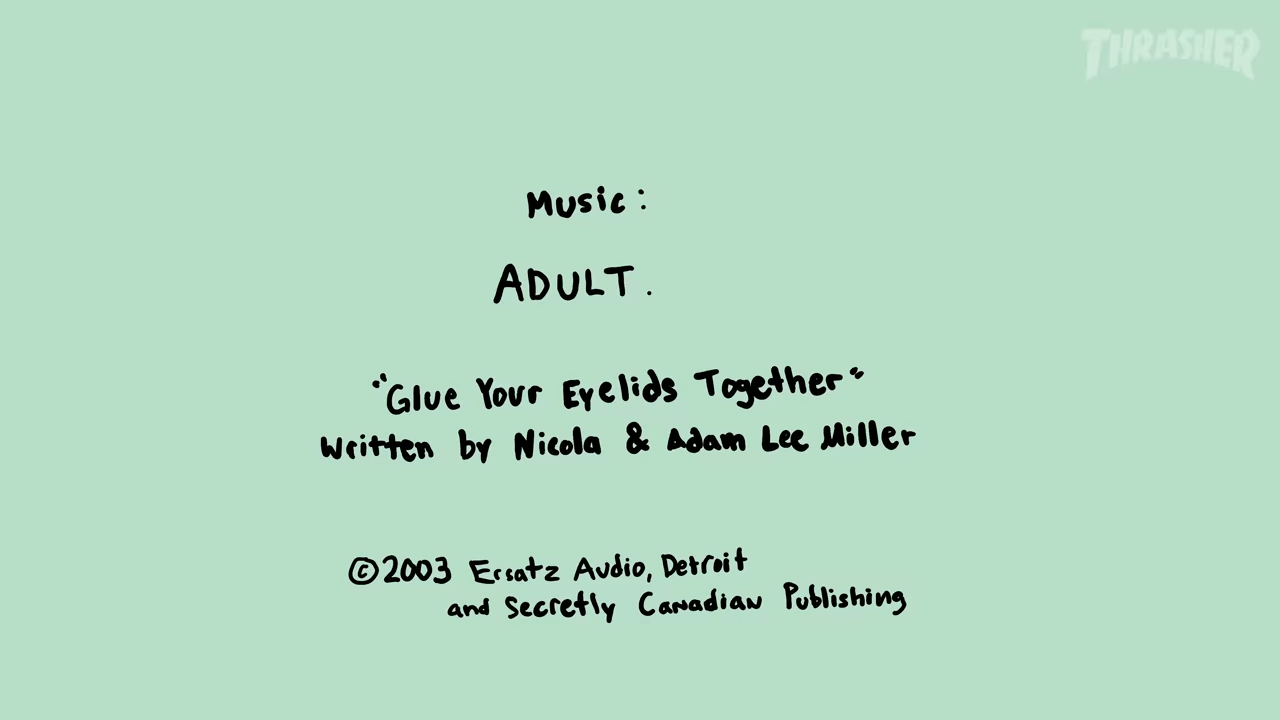 THRASHER
Music:
ADULT.
"Glue Your Eyelids Together"
Written by Nicola & Adam Lee Miller
©2003 Ersatz Audio, Detroit
and Secretly Canadian Publishing